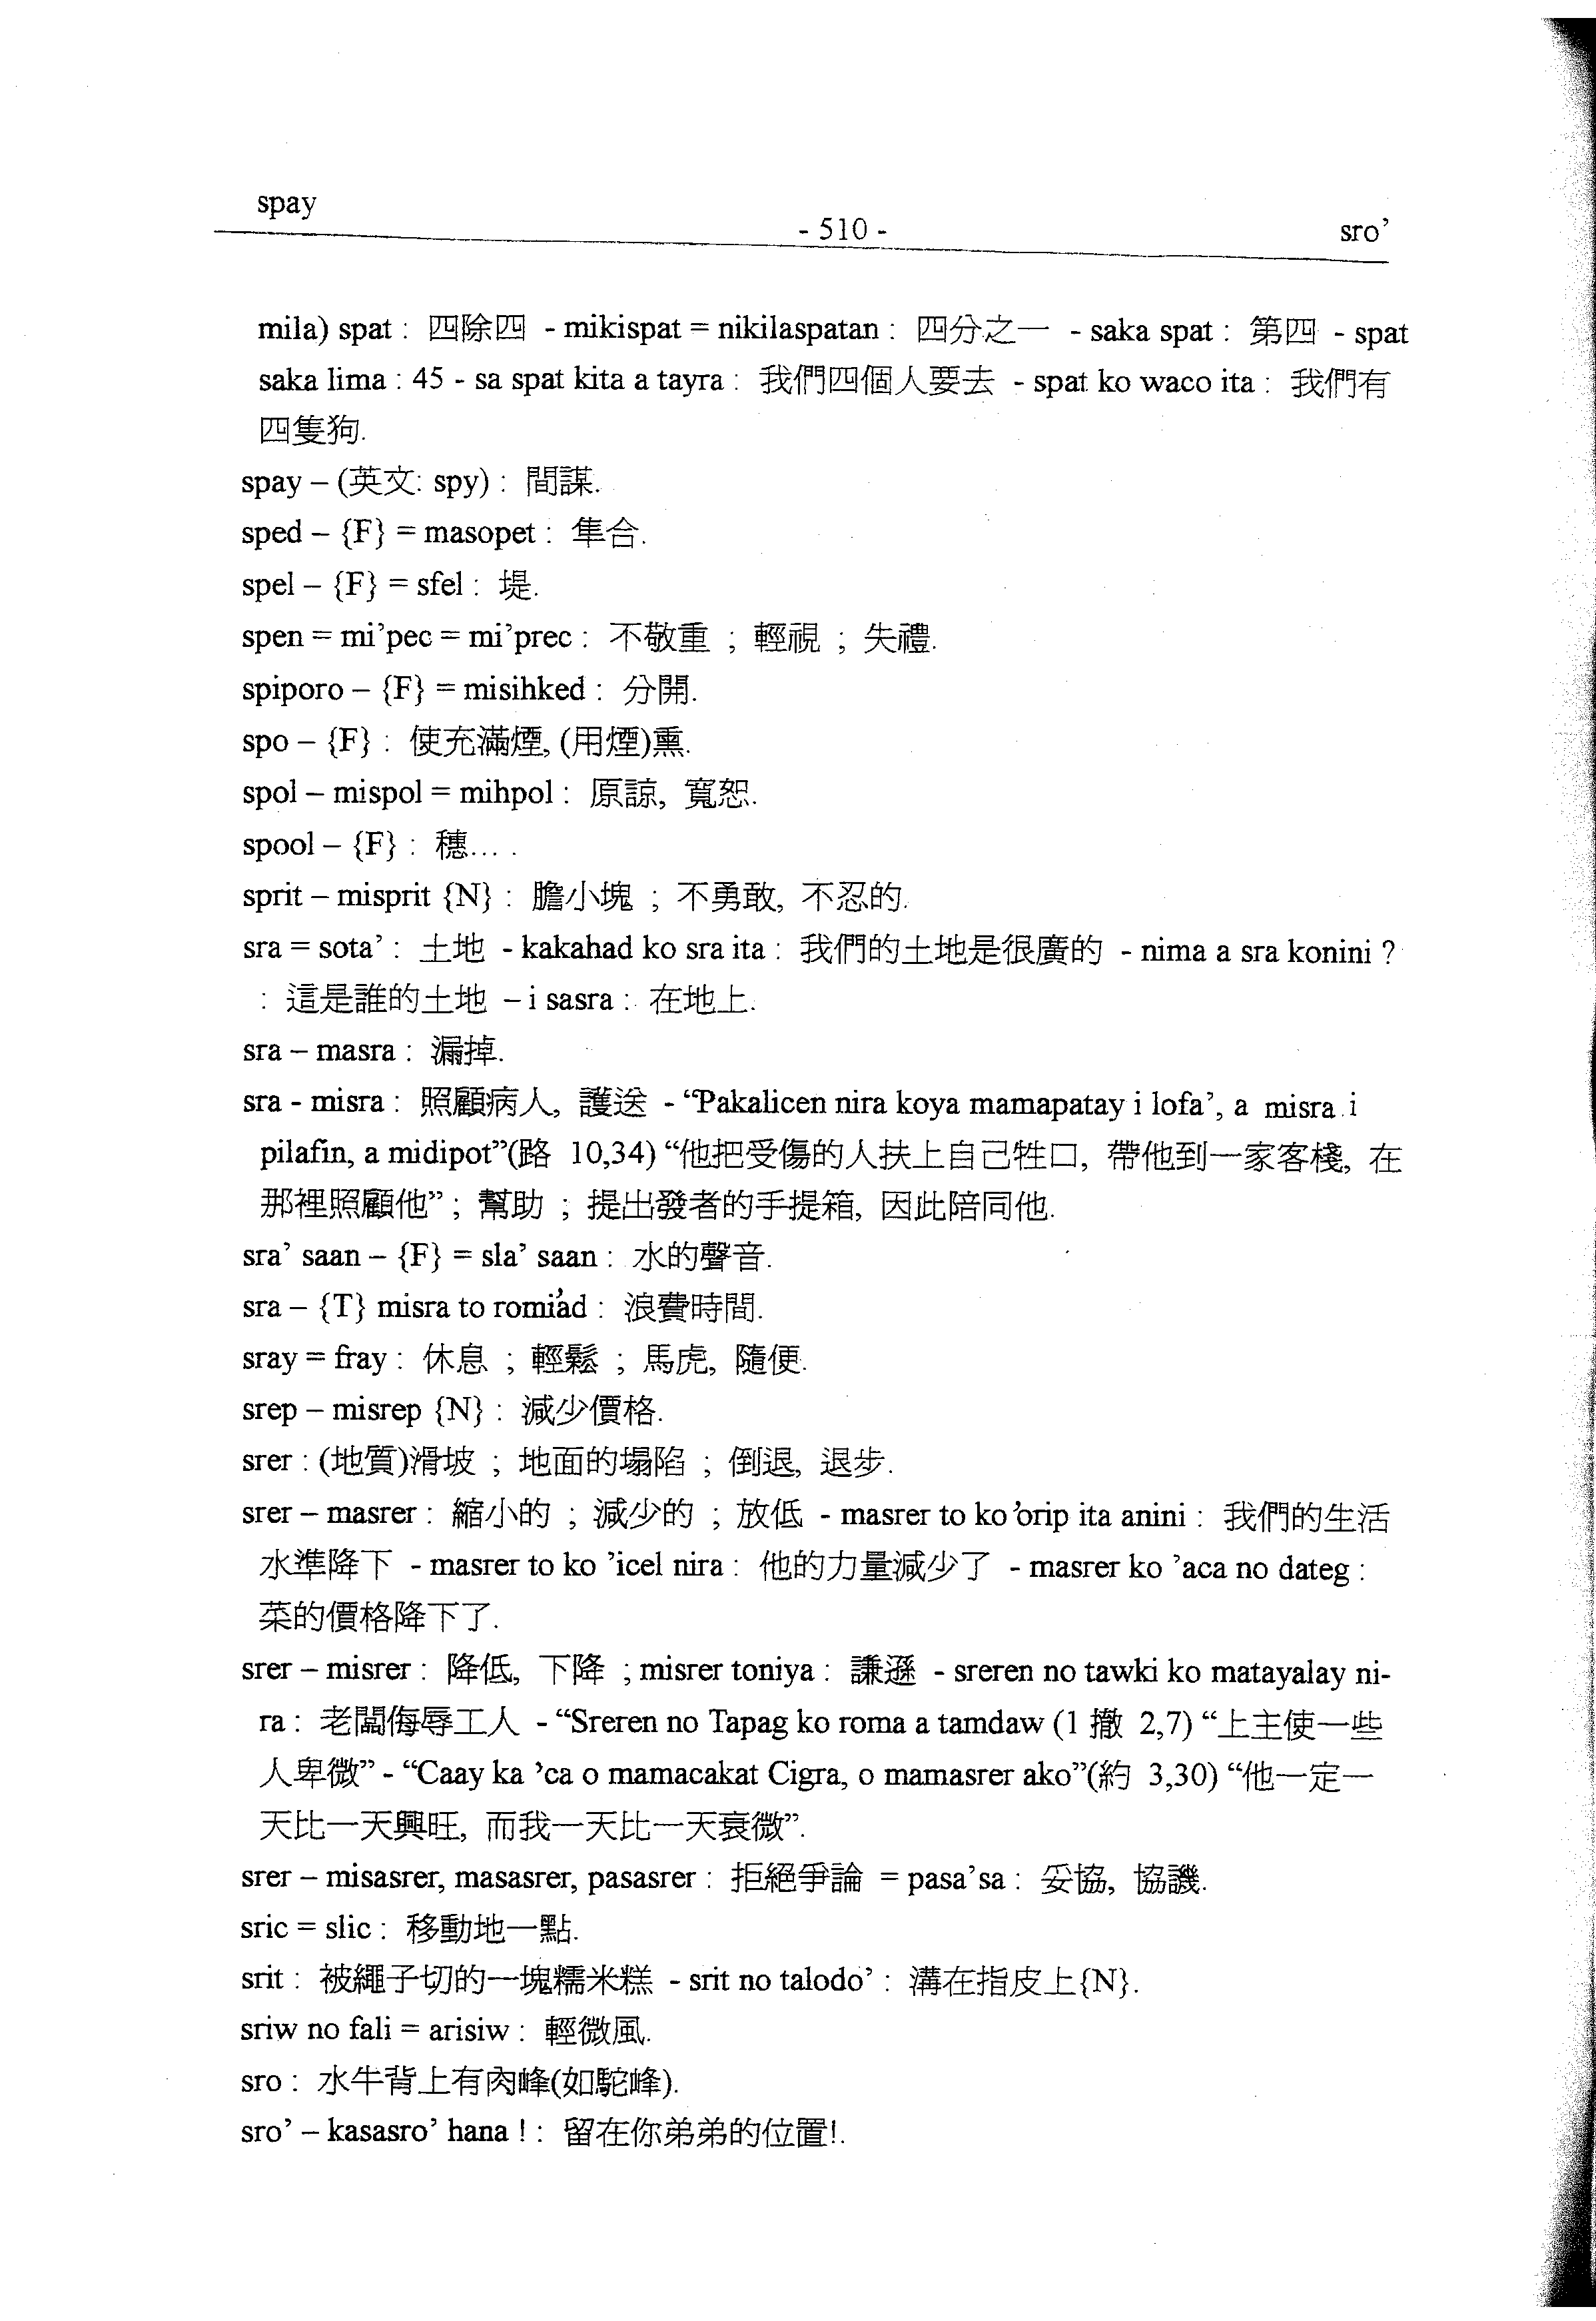 spay
- 510 -
sro’
mila) spat : 四除四 - mikispat = nikilaspatan : 四分之一 - saka spat : 第四 - spat
saka lima : 45 - sa spat kita a tayra : 我們四個人要去 - spat ko waco ita : 我們有
四隻狗.
spay – (英文: spy) : 間諜.
sped – {F} = masopet : 隼合.
spel – {F} = sfel : 堤.
spen = mi’pec = mi’prec : 不敬重 ; 輕視 ; 失禮.
spiporo – {F} = misihked : 分開.
spo – {F} : 使充滿煙, (用煙)熏.
spol – mispol = mihpol : 原諒, 寬恕.
spool – {F} : 穗... .
sprit – misprit {N} : 膽小塊 ; 不勇敢, 不忍的.
sra = sota’ : 土地 - kakahad ko sra ita : 我們的土地是很廣的 - nima a sra konini ?
: 這是誰的土地 – i sasra : 在地上.
sra – masra : 漏掉.
sra - misra : 照顧病人, 護送 - “Pakalicen nira koya mamapatay i lofa’, a misra i
pilafin, a midipot”(路 10,34) “他把受傷的人扶上自己牲口, 帶他到一家客棧, 在
那裡照顧他” ; 幫助 ; 提出發者的手提箱, 因此陪同他.
sra’ saan – {F} = sla’ saan : 水的聲音.
sra – {T} misra to romi’ad : 浪費時間.
sray = fray : 休息 ; 輕鬆 ; 馬虎, 隨便.
srep – misrep {N} : 減少價格.
srer : (地質)滑坡 ; 地面的塌陷 ; 倒退, 退步.
srer – masrer : 縮小的 ; 減少的 ; 放低 - masrer to ko ’orip ita anini : 我們的生活
水準降下 - masrer to ko ’icel nira : 他的力量減少了 - masrer ko ’aca no dateg :
菜的價格降下了.
srer – misrer : 降低, 下降 ; misrer toniya : 謙遜 - sreren no tawki ko matayalay ni-
ra : 老闆侮辱工人 - “Sreren no Tapag ko roma a tamdaw (1 撒 2,7) “上主使一些
人卑微” - “Caay ka ’ca o mamacakat Cigra, o mamasrer ako”(約 3,30) “他一定一
天比一天興旺, 而我一天比一天衰微”.
srer – misasrer, masasrer, pasasrer : 拒絕爭論 = pasa’sa : 妥協, 協譏.
sric = slic : 移動地一點.
srit : 被繩子切的一塊糯米糕 - srit no talodo’ : 溝在指皮上{N}.
sriw no fali = arisiw : 輕微風.
sro : 水牛背上有肉峰(如駝峰).
sro’ – kasasro’ hana ! : 留在你弟弟的位置!.